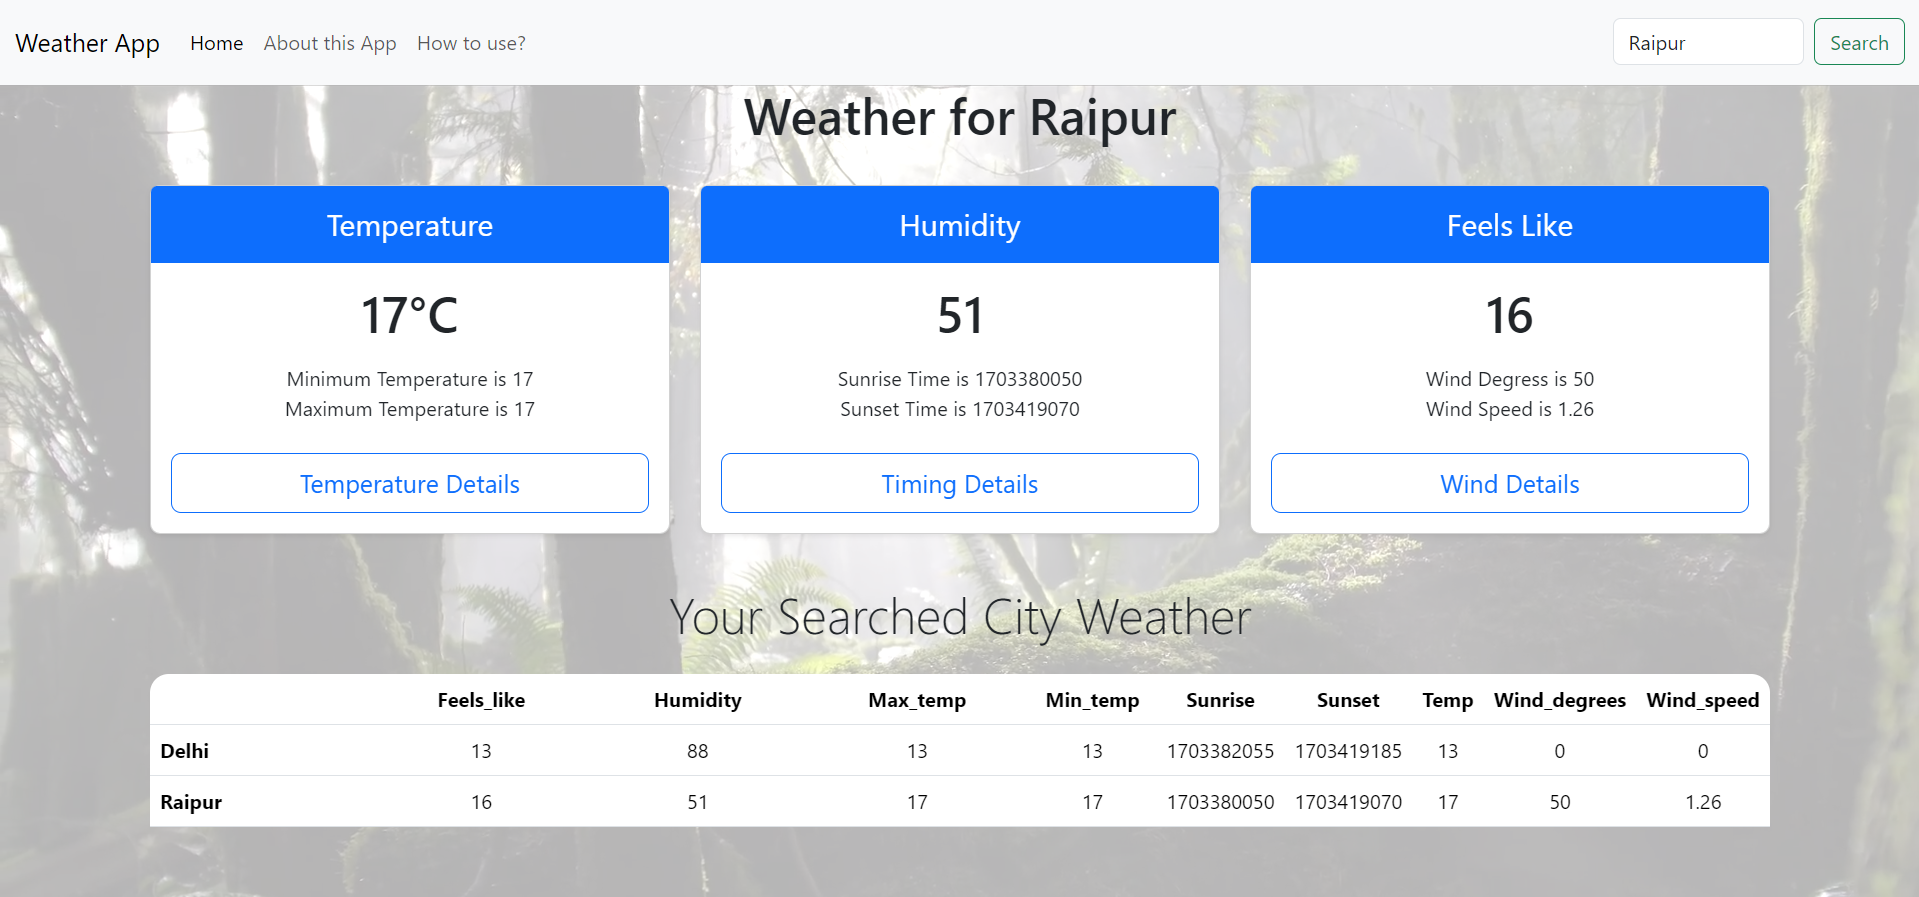 Weather App Home About this App How to use? Raipur Search
Weather for Raipur
Temperature
17°C
Minimum Temperature is 17
Maximum Temperature is 17
Temperature Details
Humidity
51
Sunrise Time is 1703380050
Sunset Time is 1703419070
Timing Details
Feels Like
16
Wind Degress is 50
Wind Speed is 1.26
Wind Details
Your Searched City Weather
Feels_like Humidity Max_temp Min_temp Sunrise Sunset Temp Wind_degrees Wind_speed
Delhi 13 88 13 13 1703382055 1703419185 13 0 0
Raipur 16 51 17 17 1703380050 1703419070 17 50 1.26